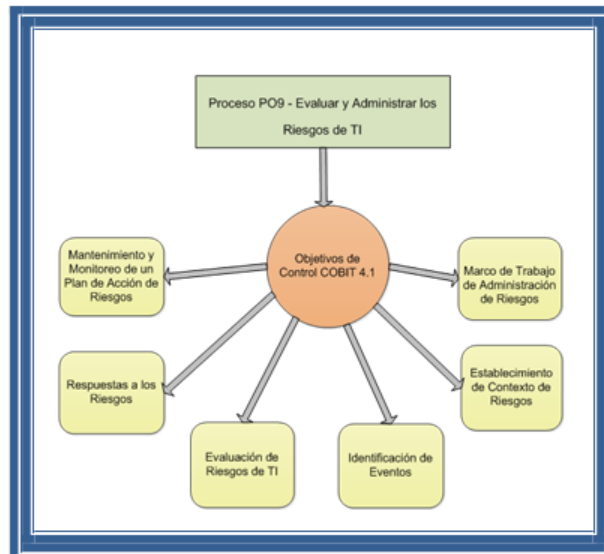 Proceso PO9 - Evaluar y Administrar los
Riesgos de TI
Objetivos de
Control COBIT 4.1
Mantenimiento y
Monitoreo de un
Plan de Acción de
Riesgos
Marco de Trabajo
de Administración
de Riesgos
Respuestas a los
Riesgos
Establecimiento
de Contexto de
Riesgos
Evaluación de
Riesgos de TI
Identificación de
Eventos